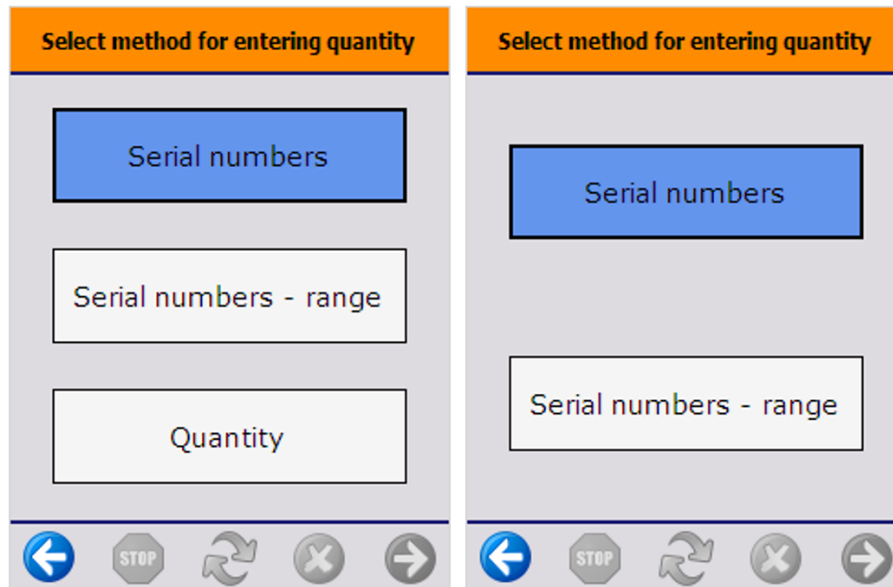 Select method for entering quantity
Serial numbers
Serial numbers - range
Quantity
STOP
Select method for entering quantity
Serial numbers
Serial numbers - range
STOP